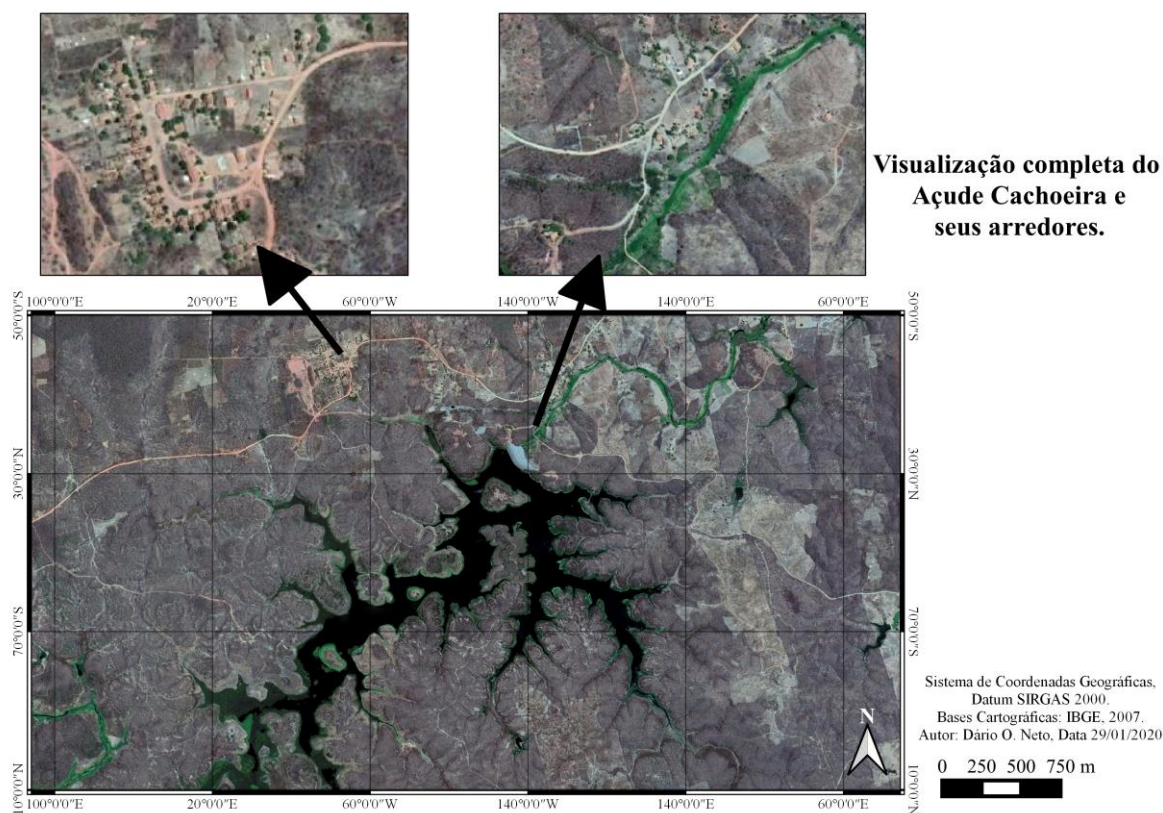 Visualização completa do
Açude Cachoeira e
seus arredores.
100°0'0"E 20°0'0"E 60°0'0"W 140°0'0"W 140°0'0"E 60°0'0"E
50°0'0"S
50°0'0"S
30°0'0"N
30°0'0"N
70°0'0"S
70°0'0"S
10°0'0"N
10°0'0"N
100°0'0"E 20°0'0"E 60°0'0"W 140°0'0"W 140°0'0"E 60°0'0"E
Sistema de Coordenadas Geográficas,
Datum SIRGAS 2000.
Bases Cartográficas: IBGE, 2007.
Autor: Dário O. Neto, Data 29/01/2020
N
0 250 500 750 m